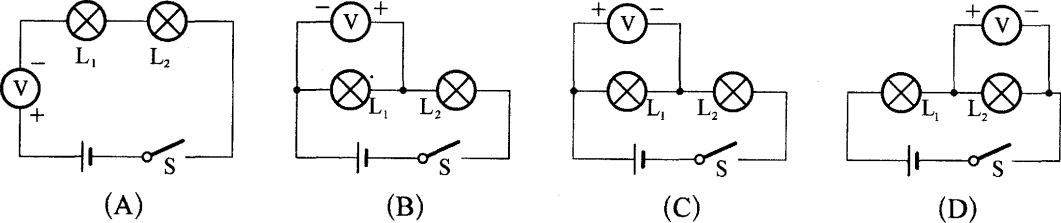 V − + L₁ L₂ S
− V + L₁ L₂ S
+ V − L₁ L₂ S
V − L₁ L₂ S
(A) (B) (C) (D)